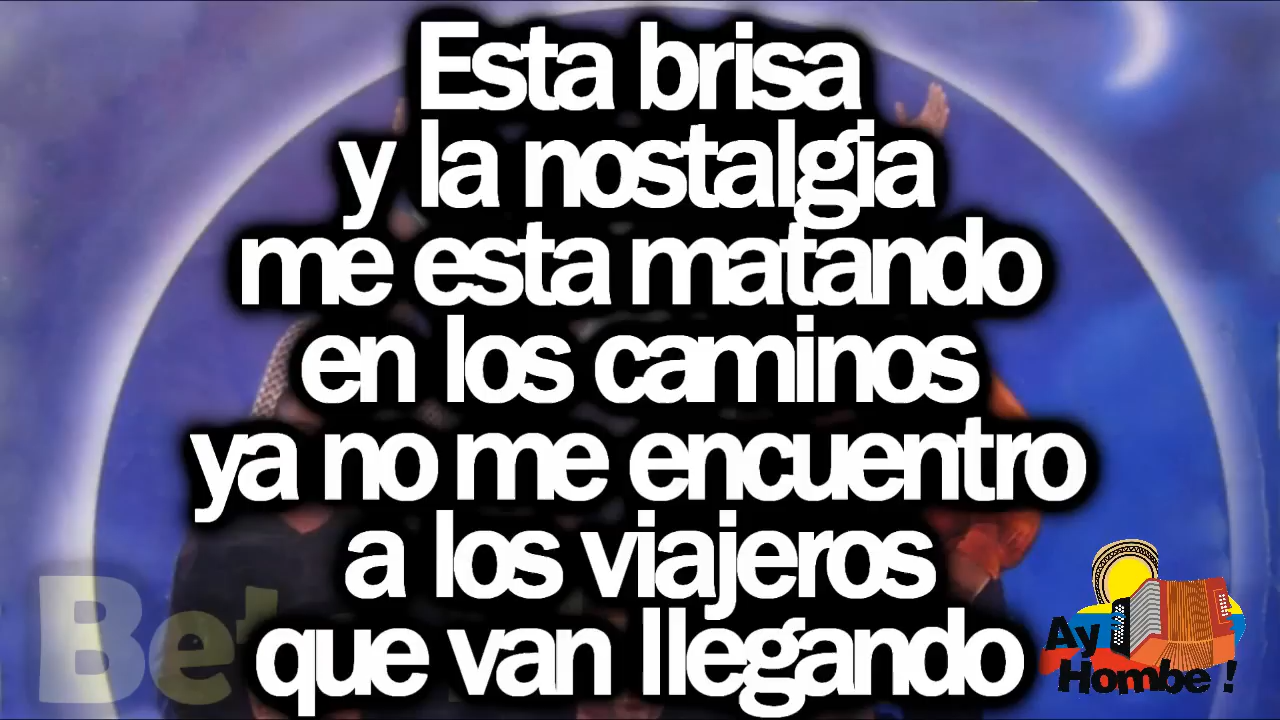 Esta brisa
y la nostalgia
me esta matando
en los caminos
ya no me encuentro
a los viajeros
que van llegando
Ay
Hombe !